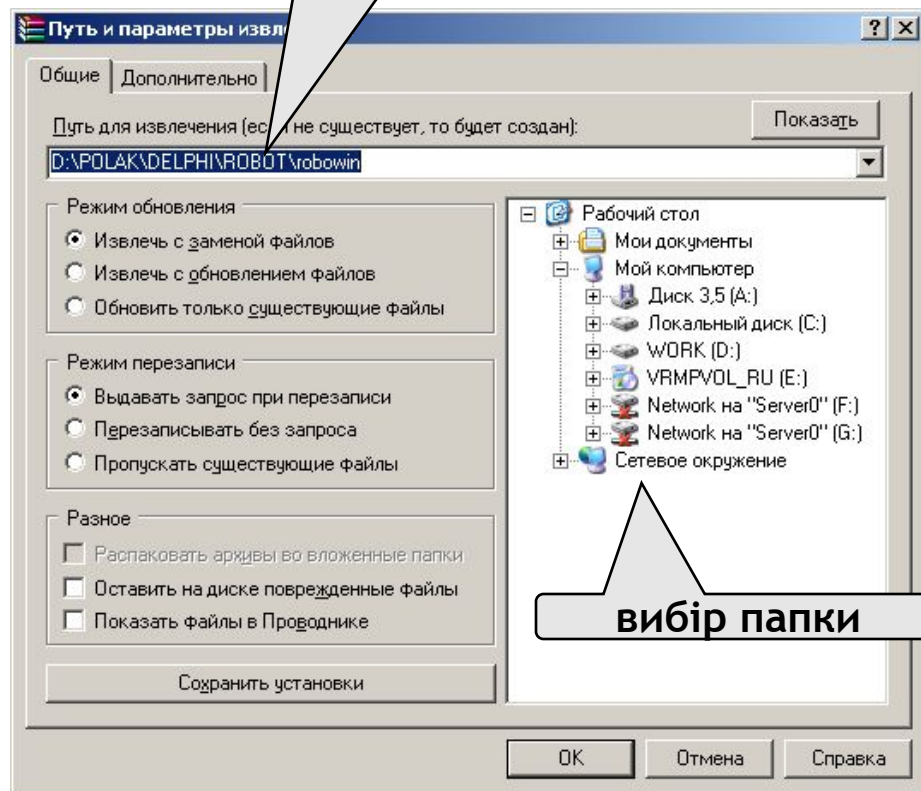 Путь и параметры извл
Общие
Дополнительно
Путь для извлечения (если не существует, то будет создан):
Показать
D:\POLAK\DELPHI\ROBOT\robowin
Режим обновления
Извлечь с заменой файлов
Извлечь с обновлением файлов
Обновить только существующие файлы
Режим перезаписи
Выдавать запрос при перезаписи
Перезаписывать без запроса
Пропускать существующие файлы
Разное
Распаковать архивы во вложенные папки
Оставить на диске поврежденные файлы
Показать файлы в Проводнике
Сохранить установки
Рабочий стол
Мои документы
Мой компьютер
Диск 3,5 (A:)
Локальный диск (C:)
WORK (D:)
VRMPVOL_RU (E:)
Network на "Server0" (F:)
Network на "Server0" (G:)
Сетевое окружение
вибір папки
OK
Отмена
Справка